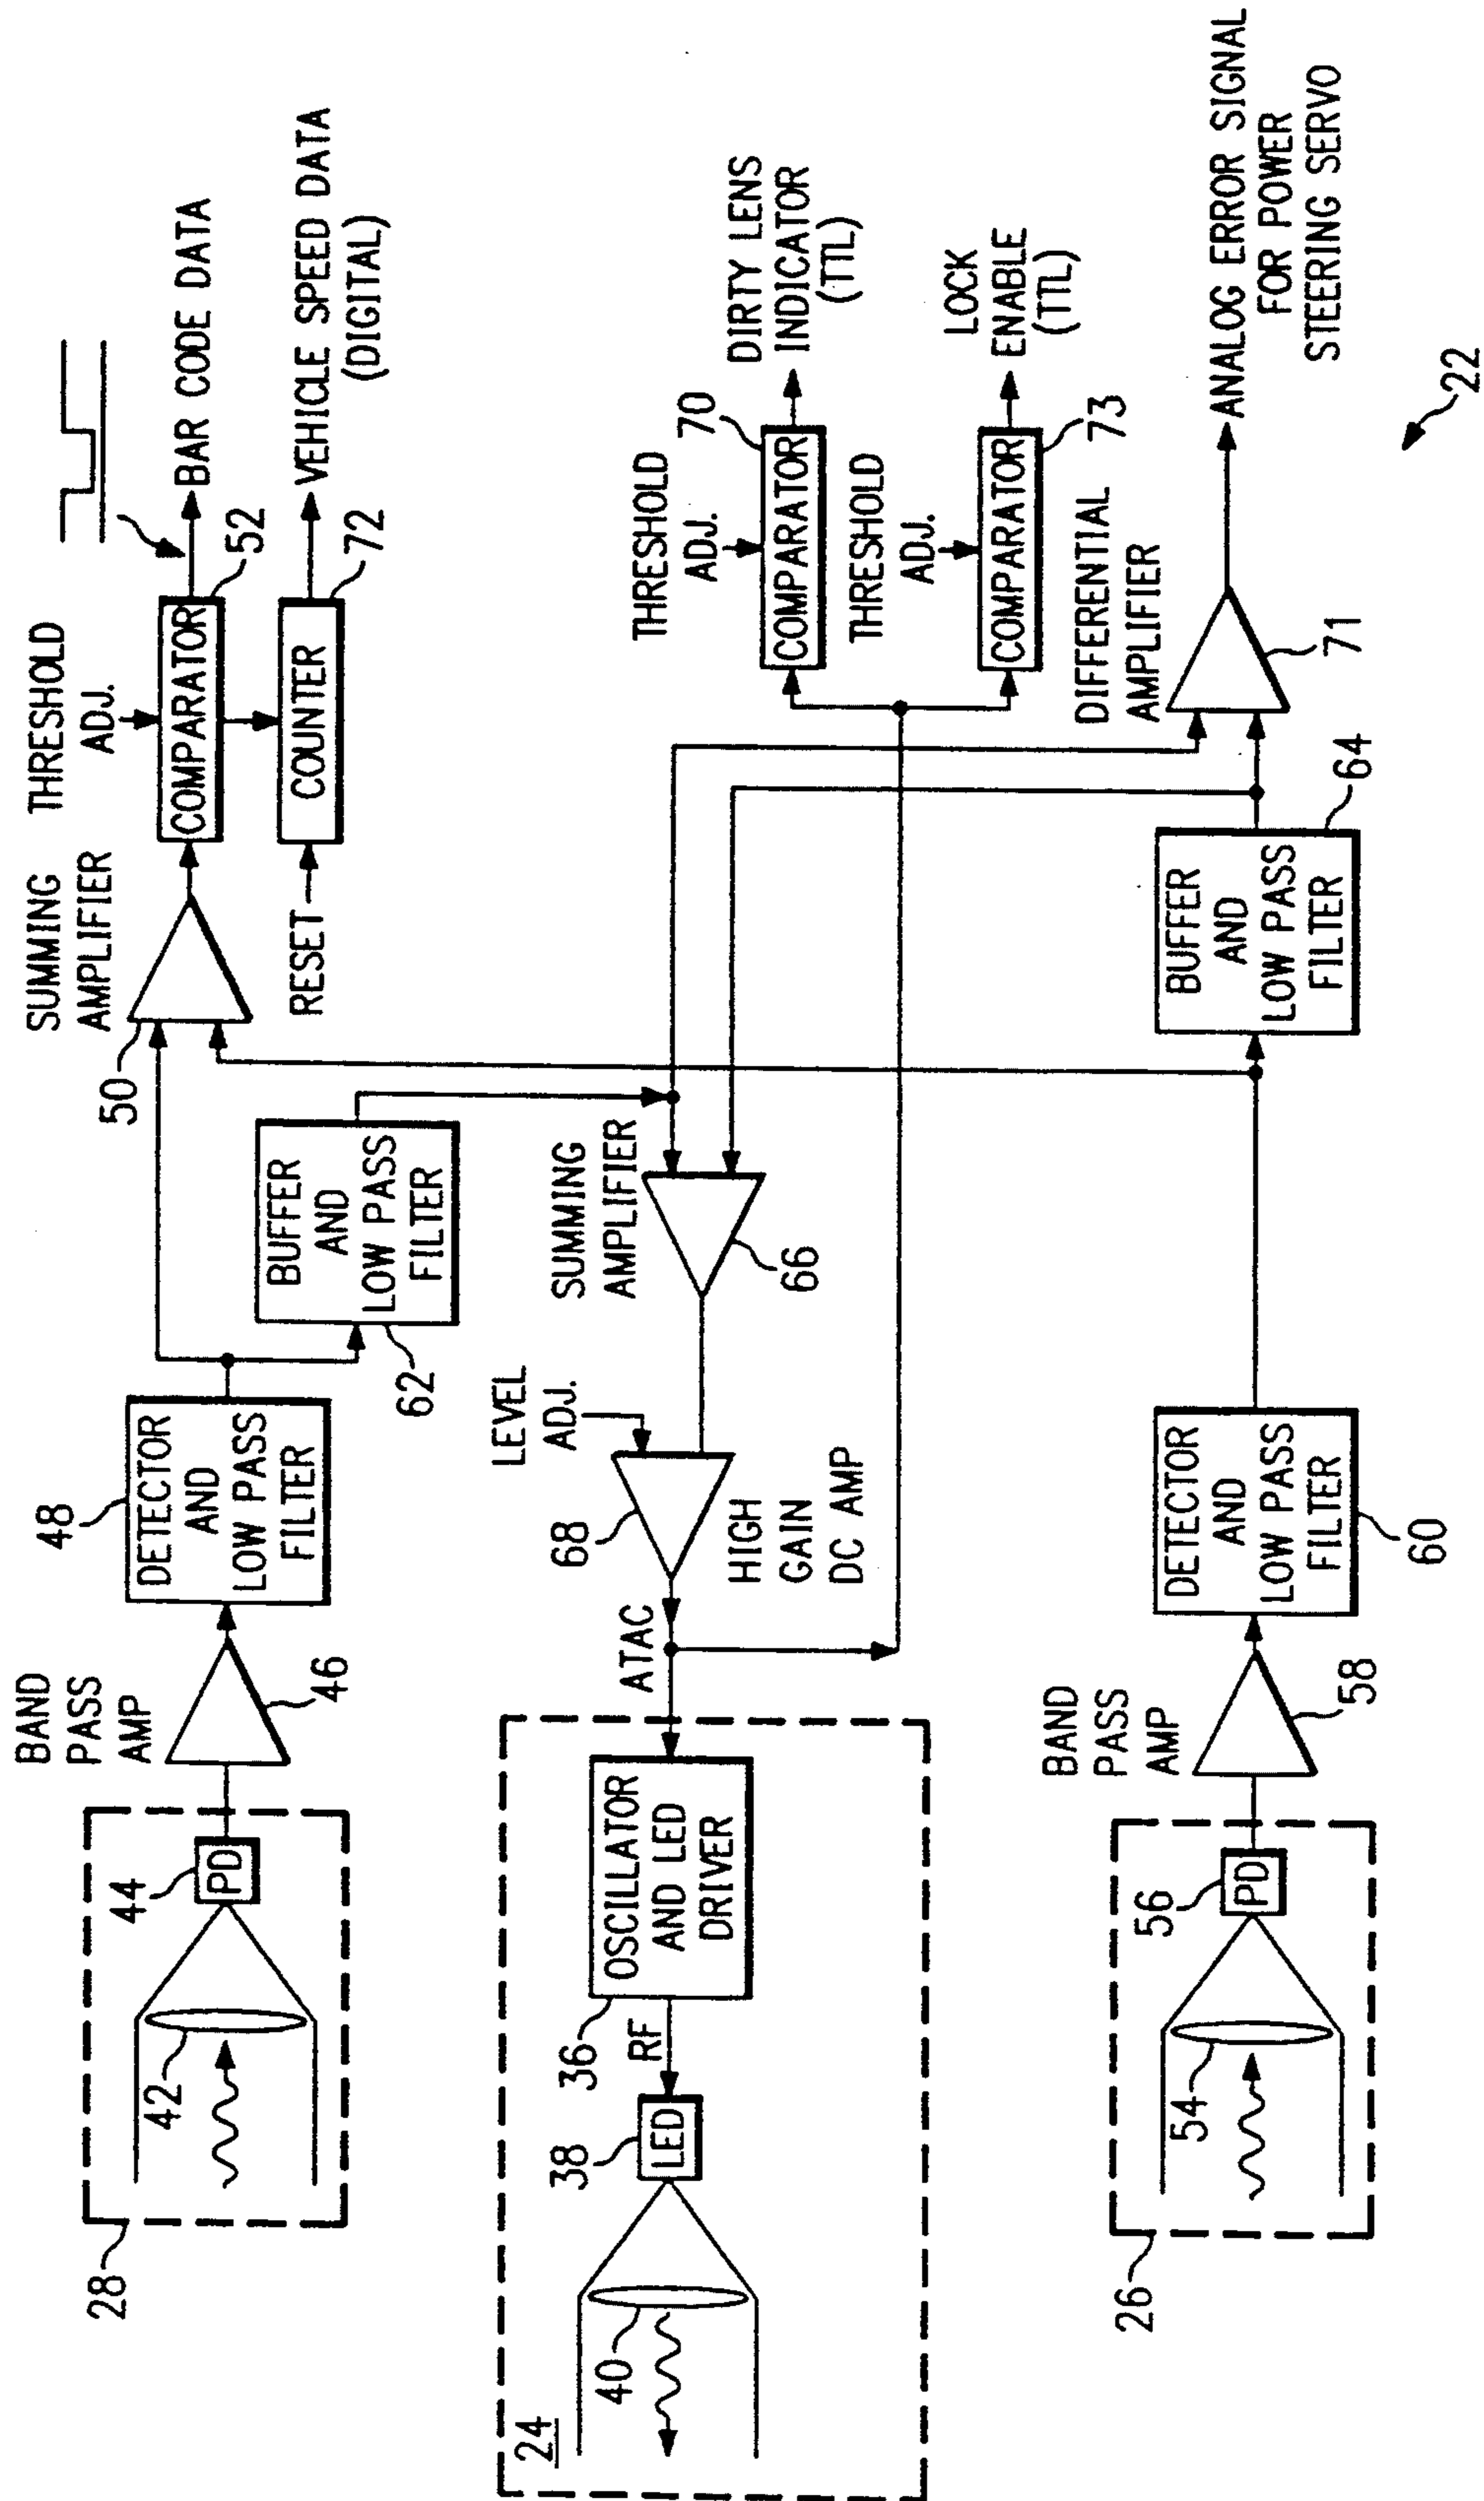 SUMMING
AMPLIFIER
50
THRESHOLD
ADJ.
COMPARATOR
52
BAR CODE DATA
COUNTER
72
RESET
VEHICLE SPEED DATA
(DIGITAL)
BAND
PASS
AMP
46
48
DETECTOR
AND
LOW PASS
FILTER
BUFFER
AND
LOW PASS
FILTER
62
28
42
44
PD
24
40
38
LED
RF
36
OSCILLATOR
AND LED
DRIVER
ATAC
68
HIGH
GAIN
DC AMP
LEVEL
ADJ.
SUMMING
AMPLIFIER
66
THRESHOLD
ADJ.
70
COMPARATOR
DIRTY LENS
INDICATOR
(TTL)
THRESHOLD
ADJ.
COMPARATOR
73
LOCK
ENABLE
(TTL)
26
54
56
PD
BAND
PASS
AMP
58
DETECTOR
AND
LOW PASS
FILTER
60
BUFFER
AND
LOW PASS
FILTER
64
DIFFERENTIAL
AMPLIFIER
71
ANALOG ERROR SIGNAL
FOR POWER
STEERING SERVO
22